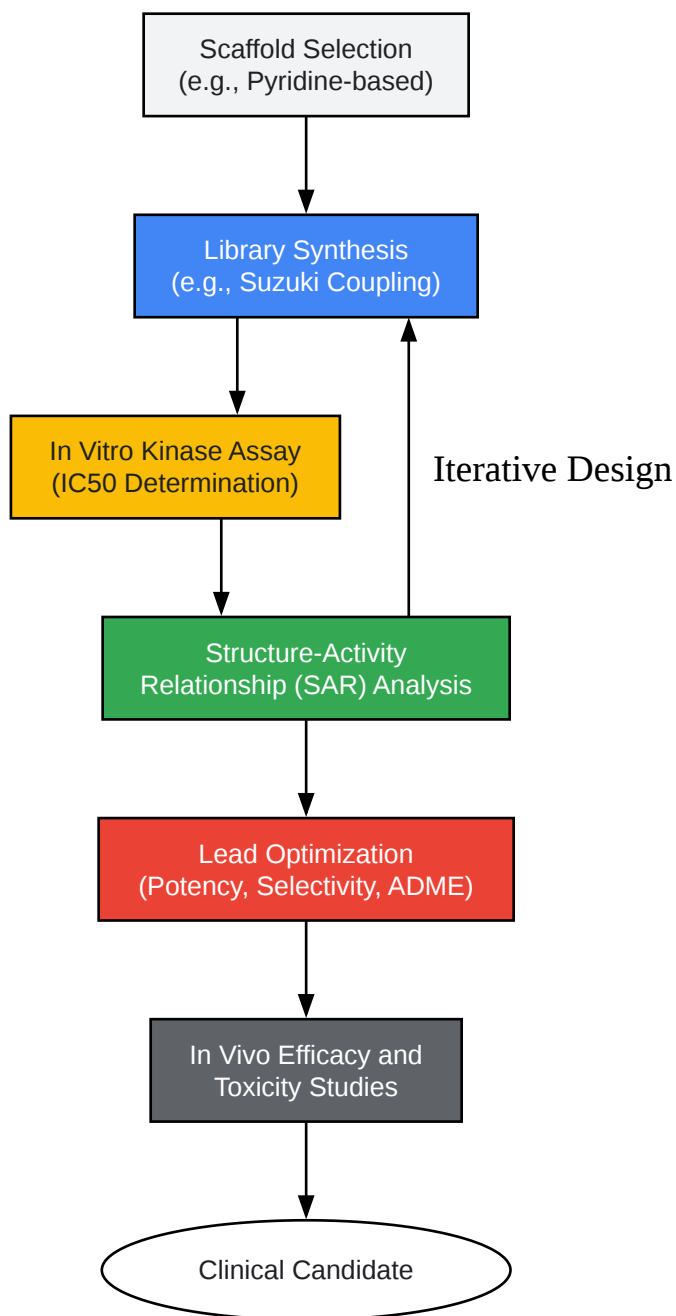 Scaffold Selection
(e.g., Pyridine-based)
Library Synthesis
(e.g., Suzuki Coupling)
In Vitro Kinase Assay
(IC50 Determination)
Iterative Design
Structure-Activity
Relationship (SAR) Analysis
Lead Optimization
(Potency, Selectivity, ADME)
In Vivo Efficacy and
Toxicity Studies
Clinical Candidate